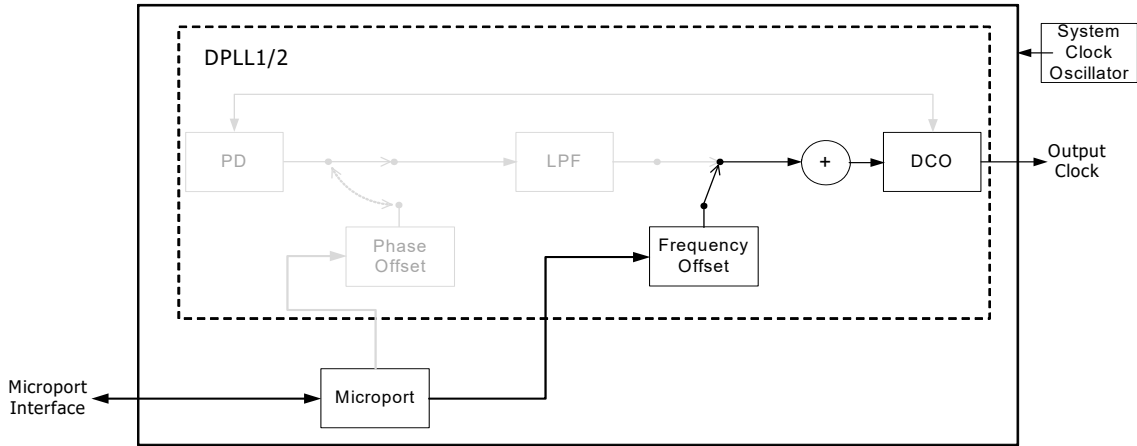 DPLL1/2
System
Clock
Oscillator
PD
LPF
+
DCO
Output
Clock
Phase
Offset
Frequency
Offset
Microport
Interface
Microport